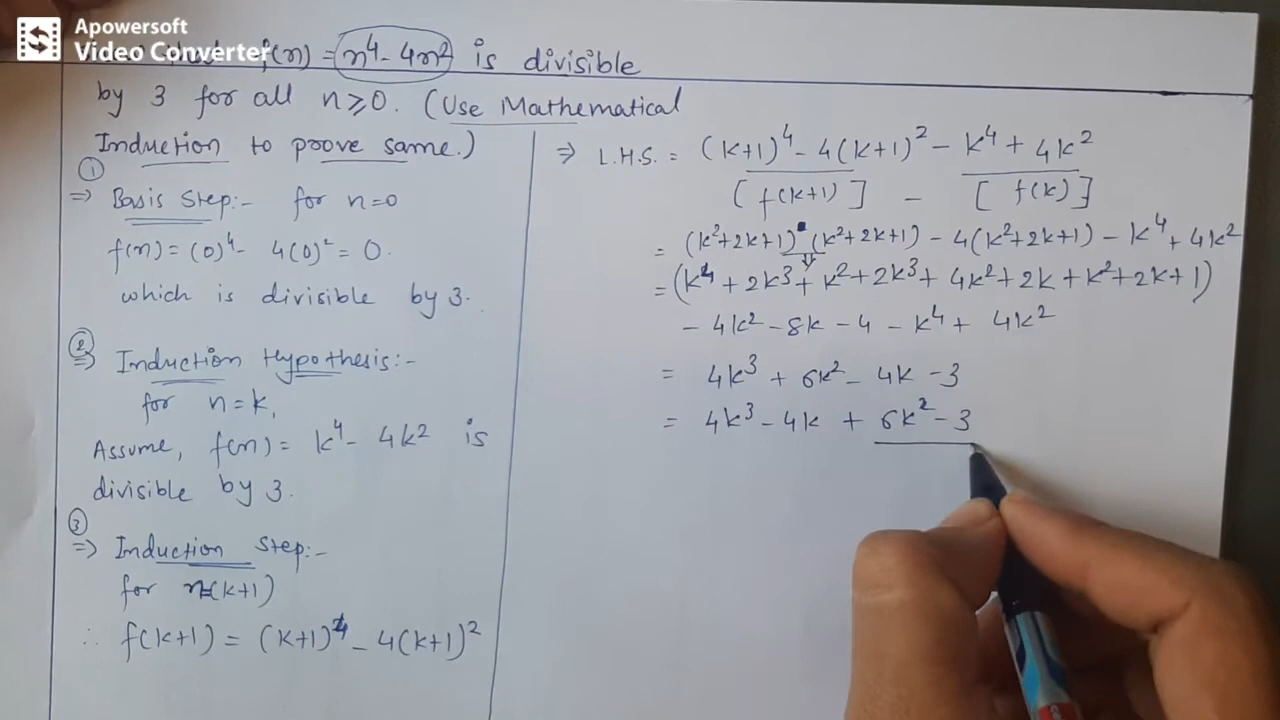 Apowersoft
Video Converter
f(n) = n⁴ - 4n² is divisible
by 3 for all n ≥ 0. (Use Mathematical
Induction to proove same.)
①
⇒ Basis Step:- for n=0
f(n) = (0)⁴ - 4(0)² = 0.
which is divisible by 3.
②
⇒ Induction Hypothesis:-
for n = k,
Assume, f(n) = k⁴ - 4k² is
divisible by 3.
③
⇒ Induction Step:-
for n=(k+1)
∴ f(k+1) = (k+1)⁴ - 4(k+1)²
⇒ L.H.S. = (k+1)⁴ - 4(k+1)² - k⁴ + 4k²
[f(k+1)] - [f(k)]
= (k²+2k+1) (k²+2k+1) - 4(k²+2k+1) - k⁴ + 4k²
= (k⁴ + 2k³ + k² + 2k³ + 4k² + 2k + k² + 2k + 1)
- 4k² - 8k - 4 - k⁴ + 4k²
= 4k³ + 6k² - 4k - 3
= 4k³ - 4k + 6k² - 3